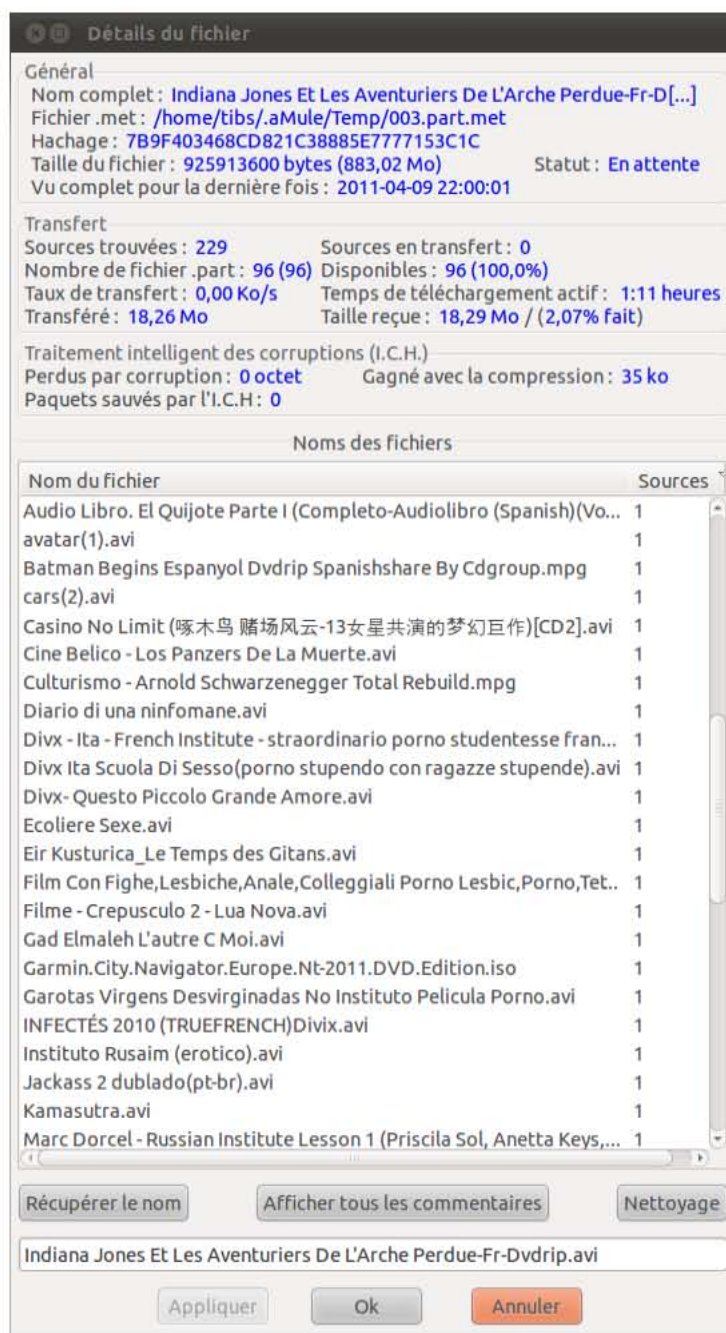 Détails du fichier
Général
Nom complet : Indiana Jones Et Les Aventuriers De L'Arche Perdue-Fr-D[...]
Fichier .met : /home/tibs/.aMule/Temp/003.part.met
Hachage : 7B9F403468CD821C38885E7777153C1C
Taille du fichier : 925913600 bytes (883,02 Mo) Statut : En attente
Vu complet pour la dernière fois : 2011-04-09 22:00:01
Transfert
Sources trouvées : 229 Sources en transfert : 0
Nombre de fichier .part : 96 (96) Disponibles : 96 (100,0%)
Taux de transfert : 0,00 Ko/s Temps de téléchargement actif : 1:11 heures
Transféré : 18,26 Mo Taille reçue : 18,29 Mo / (2,07% fait)
Traitement intelligent des corruptions (I.C.H.)
Perdus par corruption : 0 octet Gagné avec la compression : 35 ko
Paquets sauvés par l'I.C.H : 0
Noms des fichiers
Nom du fichier Sources
Audio Libro. El Quijote Parte I (Completo-Audiolibro (Spanish)(Vo... 1
avatar(1).avi 1
Batman Begins Espanyol Dvdrip Spanishshare By Cdgroup.mpg 1
cars(2).avi 1
Casino No Limit (啄木鸟 赌场风云-13女星共演的梦幻巨作)[CD2].avi 1
Cine Belico - Los Panzers De La Muerte.avi 1
Culturismo - Arnold Schwarzenegger Total Rebuild.mpg 1
Diario di una ninfomane.avi 1
Divx - Ita - French Institute - straordinario porno studentesse fran... 1
Divx Ita Scuola Di Sesso(porno stupendo con ragazze stupende).avi 1
Divx- Questo Piccolo Grande Amore.avi 1
Ecoliere Sexe.avi 1
Eir Kusturica_Le Temps des Gitans.avi 1
Film Con Fighe,Lesbiche,Anale,Colleggiali Porno Lesbic,Porno,Tet.. 1
Filme - Crepusculo 2 - Lua Nova.avi 1
Gad Elmaleh L'autre C Moi.avi 1
Garmin.City.Navigator.Europe.Nt-2011.DVD.Edition.iso 1
Garotas Virgens Desvirginadas No Instituto Pelicula Porno.avi 1
INFECTÉS 2010 (TRUEFRENCH)Divix.avi 1
Instituto Rusaim (erotico).avi 1
Jackass 2 dublado(pt-br).avi 1
Kamasutra.avi 1
Marc Dorcel - Russian Institute Lesson 1 (Priscila Sol, Anetta Keys,... 1
Récupérer le nom Afficher tous les commentaires Nettoyage
Indiana Jones Et Les Aventuriers De L'Arche Perdue-Fr-Dvdrip.avi
Appliquer Ok Annuler